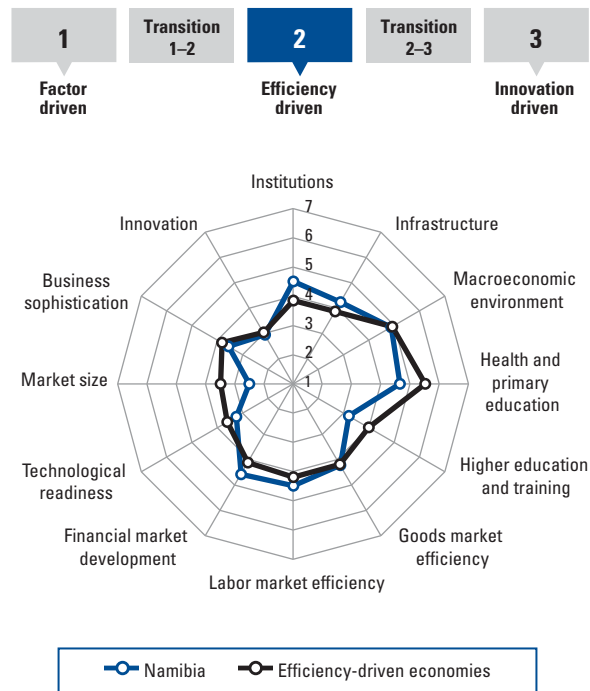 1
Transition
1–2
2
Transition
2–3
3
Factor
driven
Efficiency
driven
Innovation
driven
Institutions
Infrastructure
Macroeconomic
environment
Health and
primary
education
Higher education
and training
Goods market
efficiency
Labor market efficiency
Financial market
development
Technological
readiness
Market size
Business
sophistication
Innovation
7
6
5
4
3
2
1
Namibia
Efficiency-driven economies